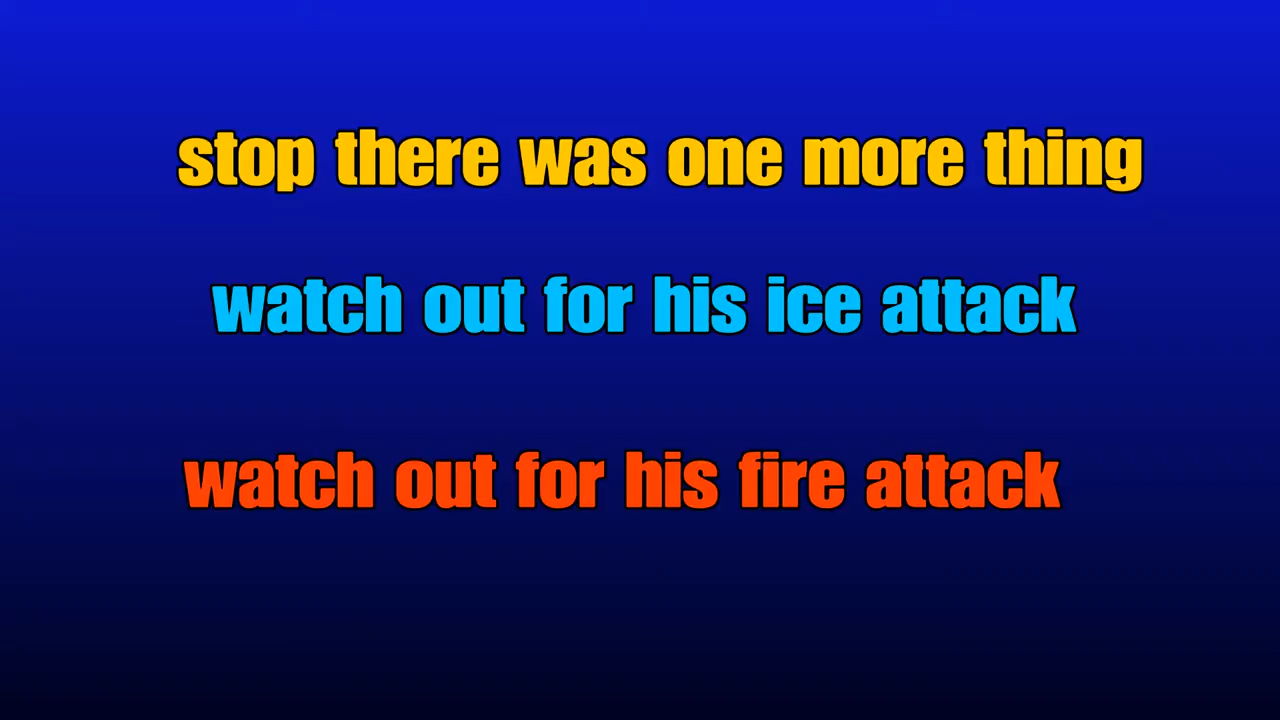 stop there was one more thing
watch out for his ice attack
watch out for his fire attack